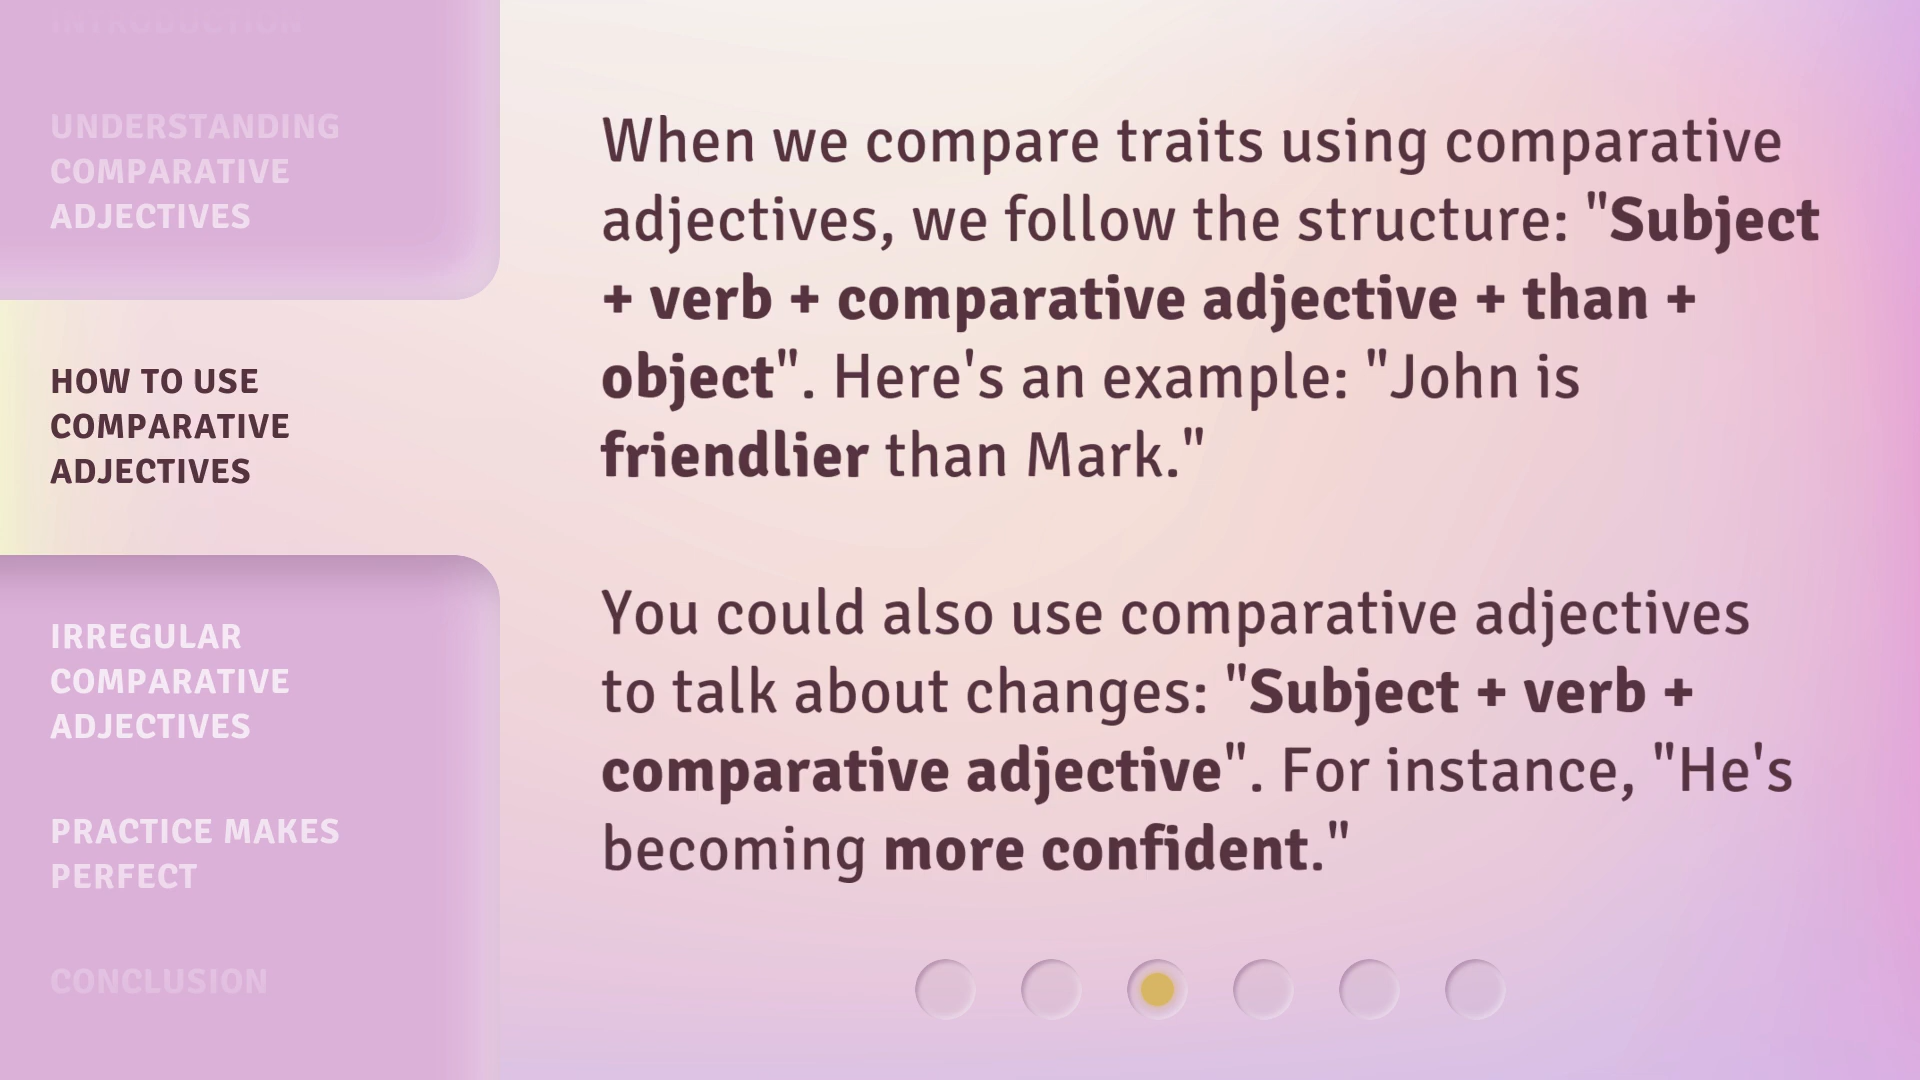 INTRODUCTION
UNDERSTANDING
COMPARATIVE
ADJECTIVES
HOW TO USE
COMPARATIVE
ADJECTIVES
IRREGULAR
COMPARATIVE
ADJECTIVES
PRACTICE MAKES
PERFECT
CONCLUSION
When we compare traits using comparative
adjectives, we follow the structure: "Subject
+ verb + comparative adjective + than +
object". Here's an example: "John is
friendlier than Mark."
You could also use comparative adjectives
to talk about changes: "Subject + verb +
comparative adjective". For instance, "He's
becoming more confident."